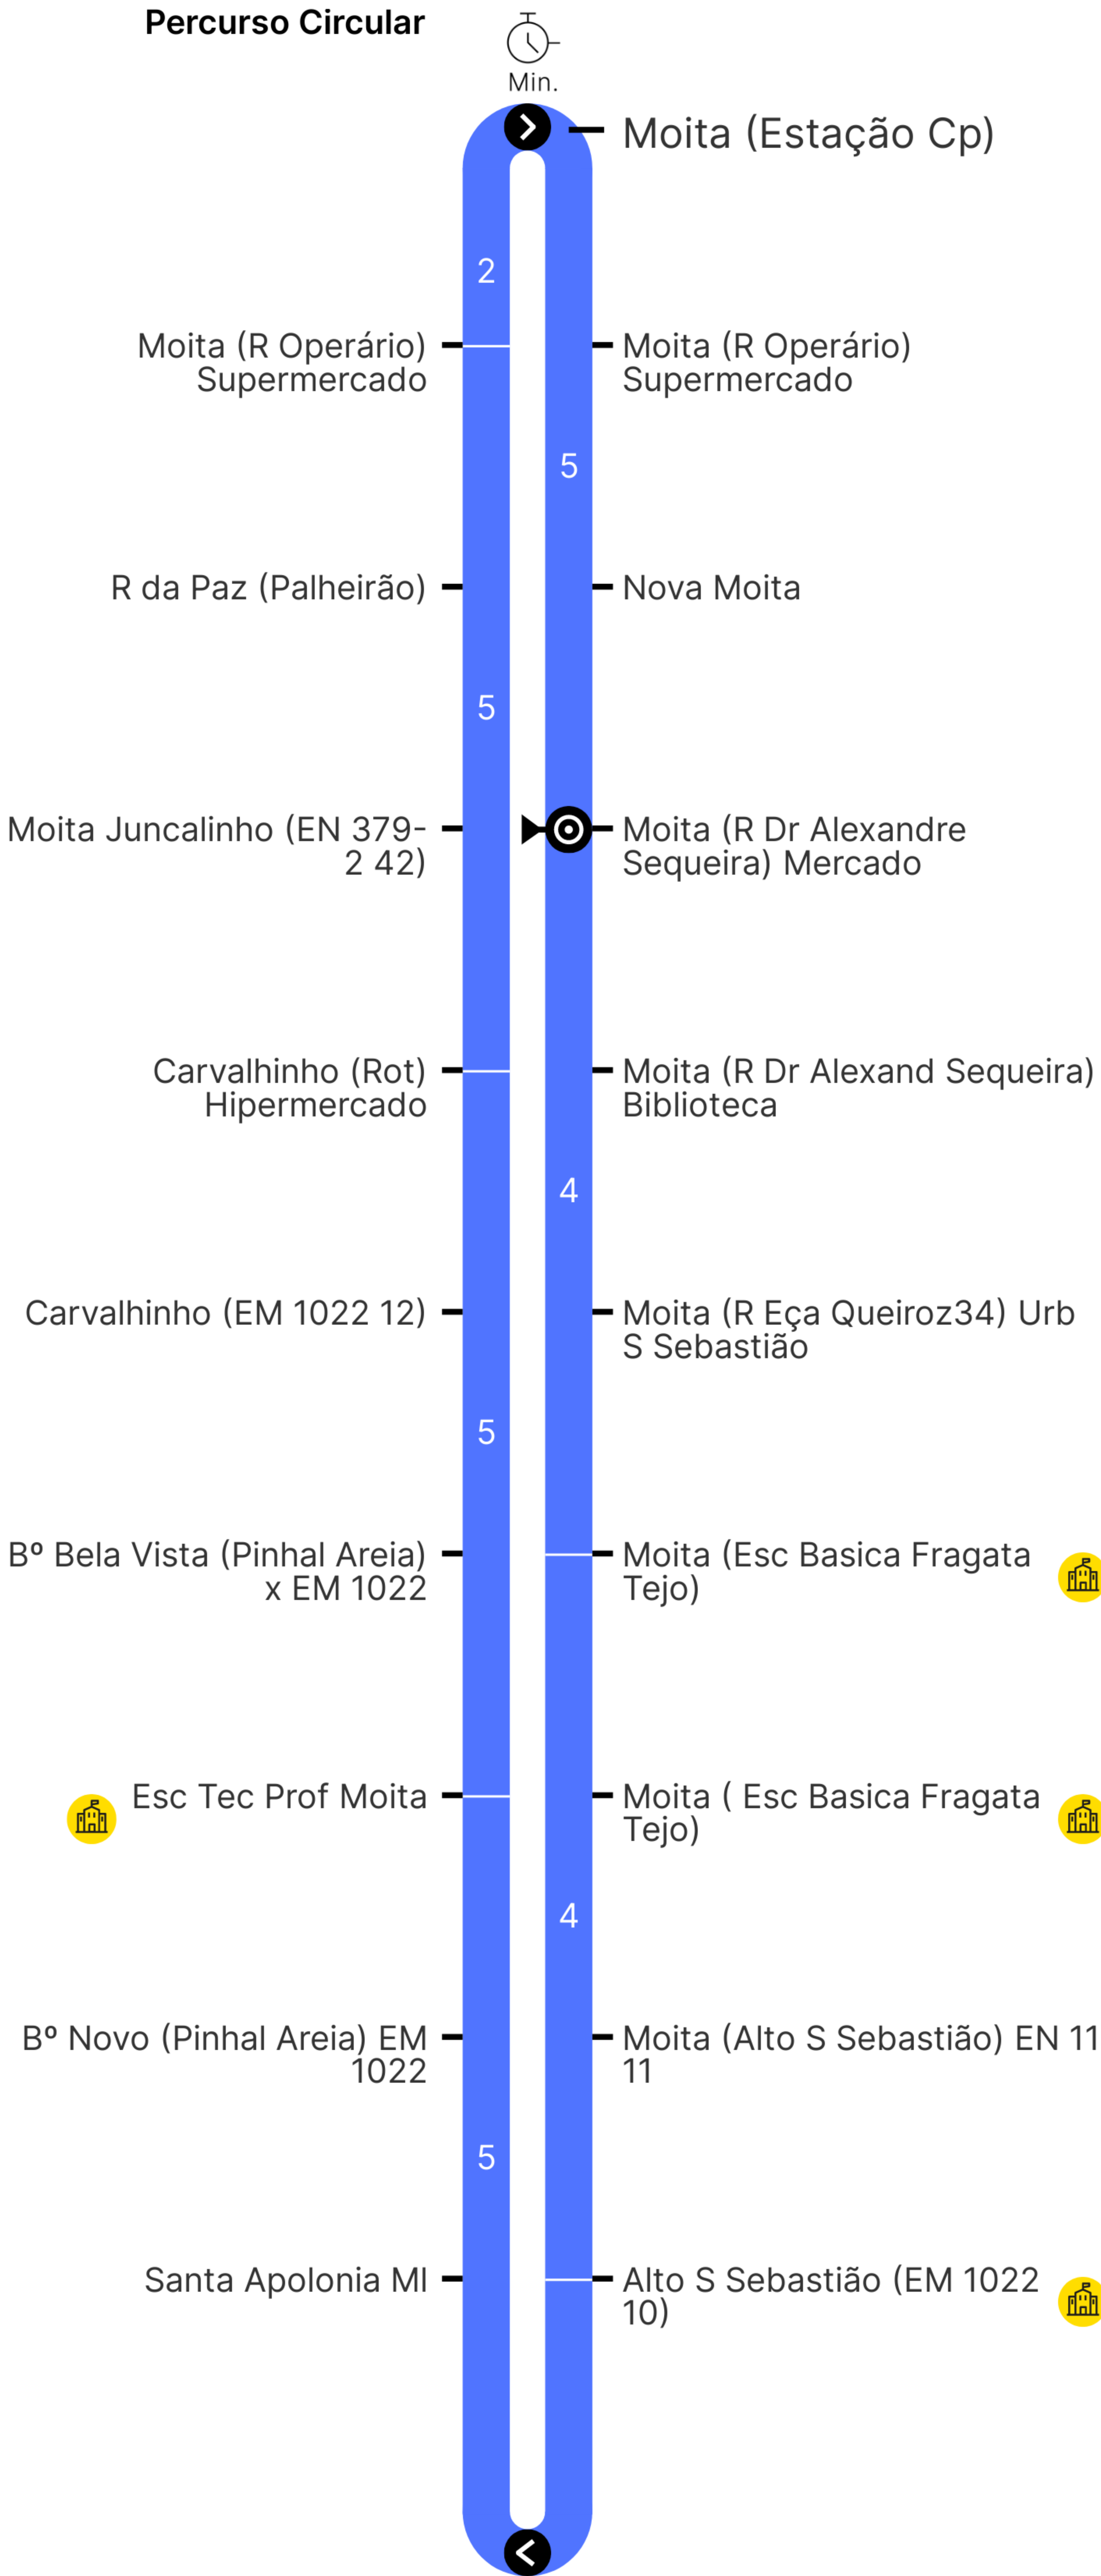 Percurso Circular
Min.
Moita (Estação Cp)
2
Moita (R Operário)
Supermercado
Moita (R Operário)
Supermercado
5
R da Paz (Palheirão)
Nova Moita
5
Moita Juncalinho (EN 379-
2 42)
Moita (R Dr Alexandre
Sequeira) Mercado
Carvalhinho (Rot)
Hipermercado
Moita (R Dr Alexand Sequeira)
Biblioteca
4
Carvalhinho (EM 1022 12)
Moita (R Eça Queiroz34) Urb
S Sebastião
5
Bº Bela Vista (Pinhal Areia)
x EM 1022
Moita (Esc Basica Fragata
Tejo)
Esc Tec Prof Moita
Moita ( Esc Basica Fragata
Tejo)
4
Bº Novo (Pinhal Areia) EM
1022
Moita (Alto S Sebastião) EN 11
11
5
Santa Apolonia MI
Alto S Sebastião (EM 1022
10)